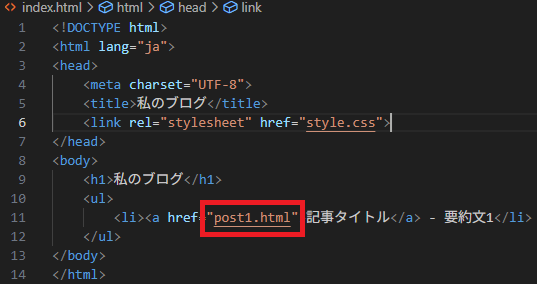 index.html > html > head > link
1 <!DOCTYPE html>
2 <html lang="ja">
3 <head>
4 <meta charset="UTF-8">
5 <title>私のブログ</title>
6 <link rel="stylesheet" href="style.css">
7 </head>
8 <body>
9 <h1>私のブログ</h1>
10 <ul>
11 <li><a href="post1.html" 記事タイトル</a> - 要約文1</li>
12 </ul>
13 </body>
14 </html>